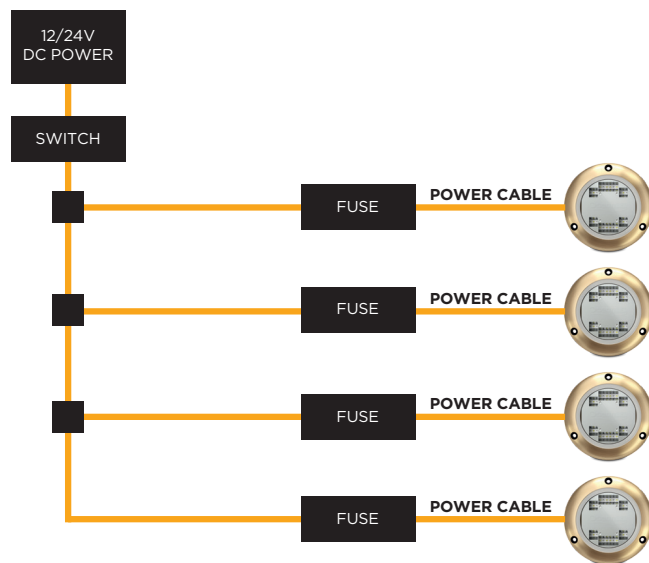 12/24V
DC POWER
SWITCH
FUSE
POWER CABLE
FUSE
POWER CABLE
FUSE
POWER CABLE
FUSE
POWER CABLE